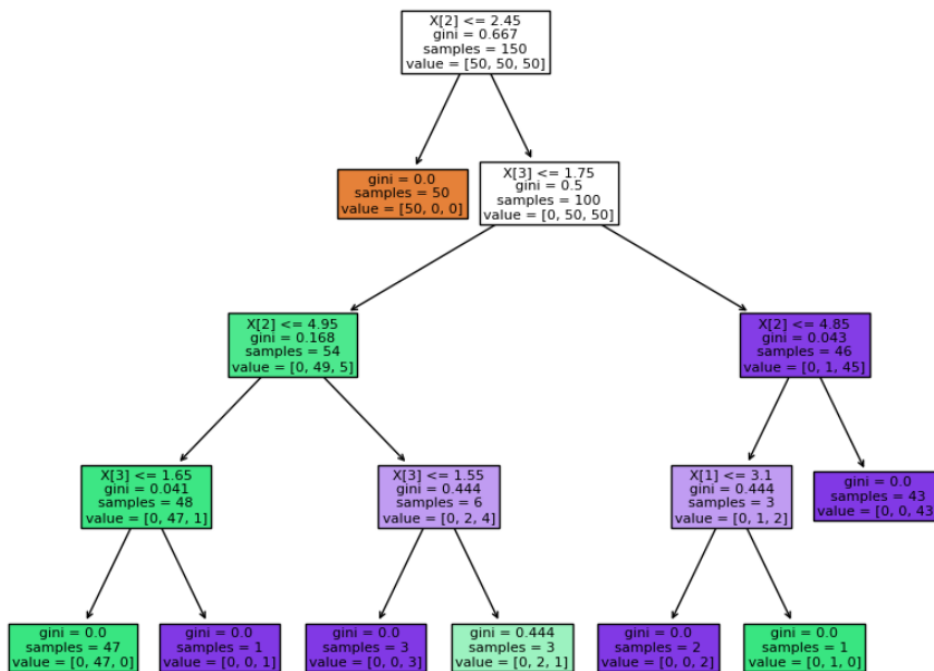 X[2] <= 2.45
gini = 0.667
samples = 150
value = [50, 50, 50]
gini = 0.0
samples = 50
value = [50, 0, 0]
X[3] <= 1.75
gini = 0.5
samples = 100
value = [0, 50, 50]
X[2] <= 4.95
gini = 0.168
samples = 54
value = [0, 49, 5]
X[2] <= 4.85
gini = 0.043
samples = 46
value = [0, 1, 45]
X[3] <= 1.65
gini = 0.041
samples = 48
value = [0, 47, 1]
X[3] <= 1.55
gini = 0.444
samples = 6
value = [0, 2, 4]
X[1] <= 3.1
gini = 0.444
samples = 3
value = [0, 1, 2]
gini = 0.0
samples = 43
value = [0, 0, 43]
gini = 0.0
samples = 47
value = [0, 47, 0]
gini = 0.0
samples = 1
value = [0, 0, 1]
gini = 0.0
samples = 3
value = [0, 0, 3]
gini = 0.444
samples = 3
value = [0, 2, 1]
gini = 0.0
samples = 2
value = [0, 0, 2]
gini = 0.0
samples = 1
value = [0, 1, 0]